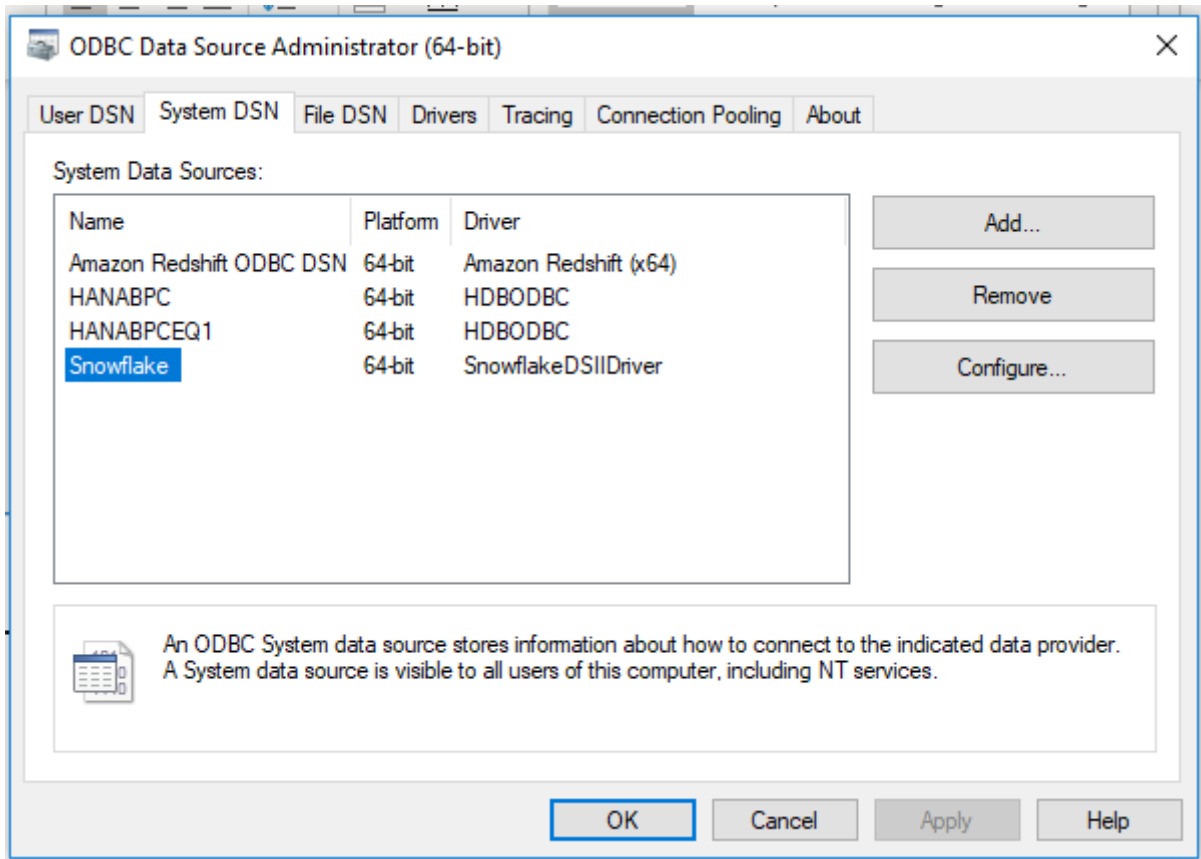 ODBC Data Source Administrator (64-bit)
User DSN System DSN File DSN Drivers Tracing Connection Pooling About
System Data Sources:
Name Platform Driver
Amazon Redshift ODBC DSN 64-bit Amazon Redshift (x64)
HANABPC 64-bit HDBODBC
HANABPCEQ1 64-bit HDBODBC
Snowflake 64-bit SnowflakeDSIIDriver
Add...
Remove
Configure...
An ODBC System data source stores information about how to connect to the indicated data provider.
A System data source is visible to all users of this computer, including NT services.
OK Cancel Apply Help